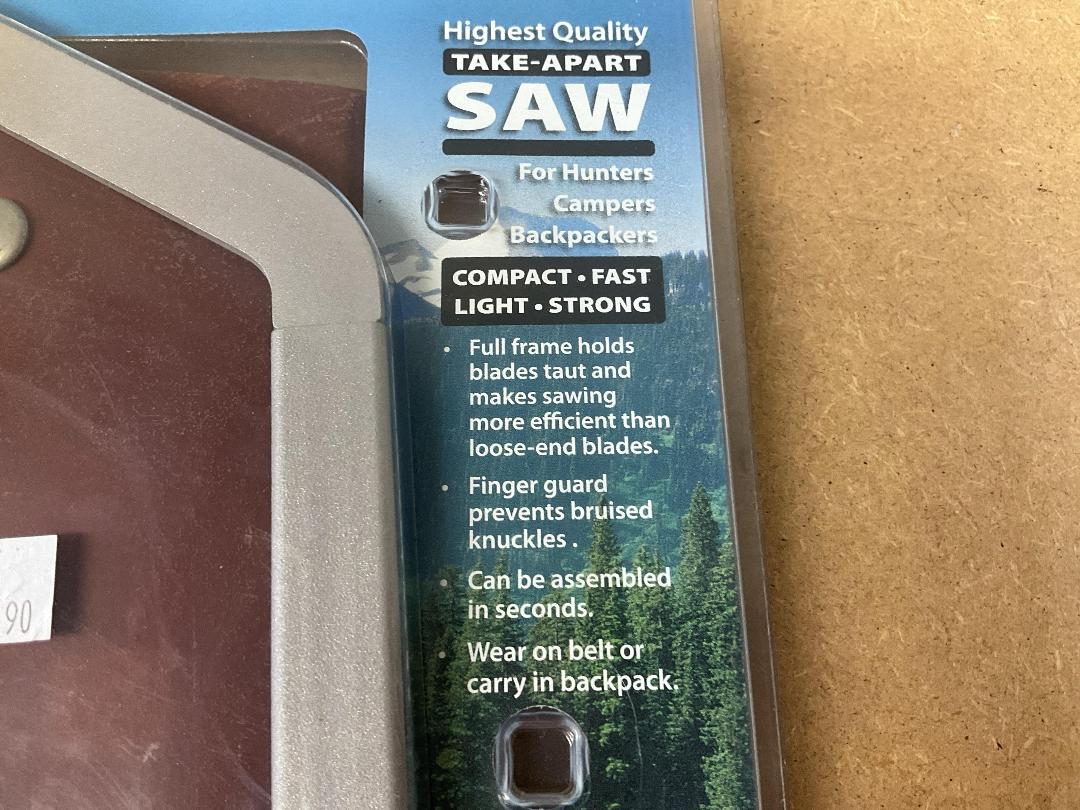 Highest Quality
TAKE-APART
SAW
For Hunters
Campers
Backpackers
COMPACT • FAST
LIGHT • STRONG
• Full frame holds
blades taut and
makes sawing
more efficient than
loose-end blades.
• Finger guard
prevents bruised
knuckles .
• Can be assembled
in seconds.
• Wear on belt or
carry in backpack.
90